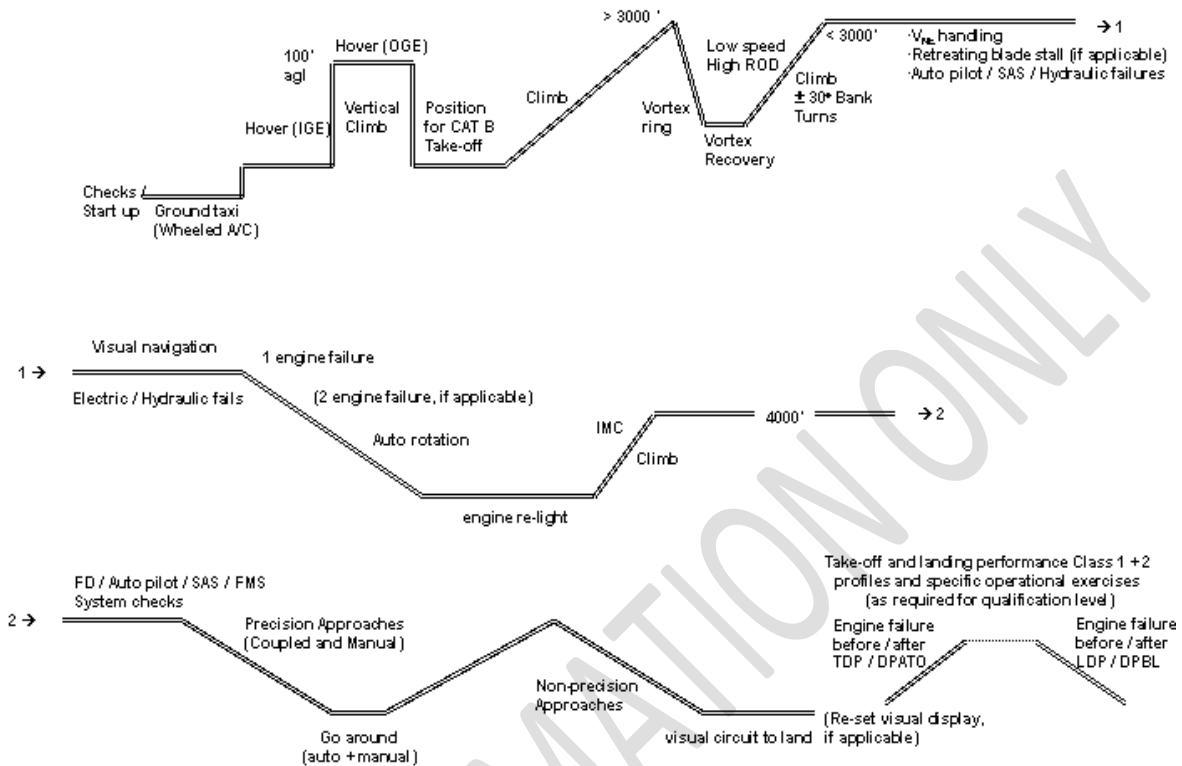 > 3000 '
→ 1
Hover (OGE)
100'
agl
Low speed
High ROD
< 3000'
·VNE handling
·Retreating blade stall (if applicable)
·Auto pilot / SAS / Hydraulic failures
Climb
Climb
± 30° Bank
Turns
Vertical
Climb
Position
for CAT B
Take-off
Hover (IGE)
Vortex
ring
Vortex
Recovery
Checks /
Start up
Ground taxi
(Wheeled A/C)
Visual navigation
1 engine failure
1 →
Electric / Hydraulic fails
(2 engine failure, if applicable)
Auto rotation
IMC
Climb
4000'
→ 2
engine re-light
FD / Auto pilot / SAS / FMS
System checks
2 →
Precision Approaches
(Coupled and Manual)
Go around
(auto + manual)
Non-precision
Approaches
visual circuit to land
Take-off and landing performance Class 1 + 2
profiles and specific operational exercises
(as required for qualification level)
Engine failure
before / after
TDP / DPATO
Engine failure
before / after
LDP / DPBL
(Re-set visual display,
if applicable)
MATION ONLY